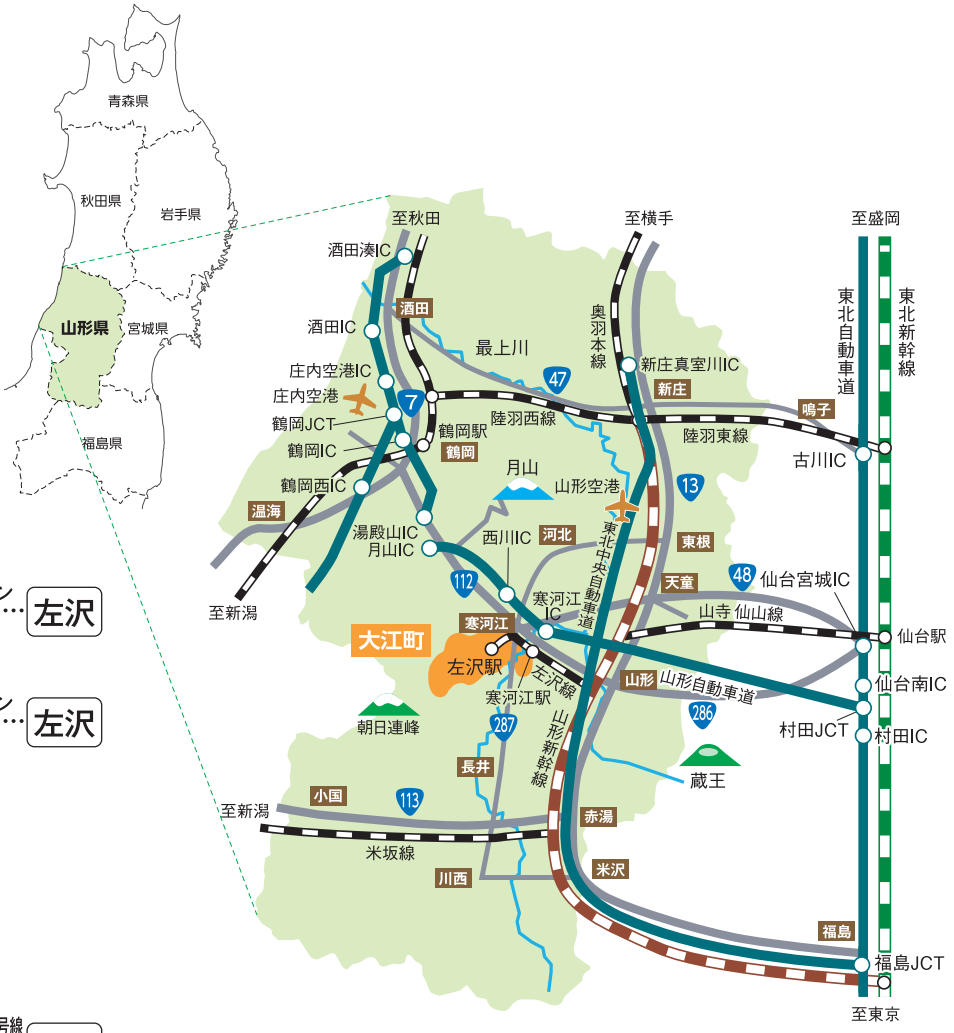 青森県
秋田県
岩手県
山形県
宮城県
福島県
至秋田
至横手
至盛岡
酒田湊IC
酒田
酒田IC
最上川
奥羽本線
東北自動車道
東北新幹線
庄内空港IC
庄内空港
7
47
新庄真室川IC
新庄
鳴子
鶴岡JCT
鶴岡駅
陸羽西線
陸羽東線
鶴岡IC
鶴岡
古川IC
鶴岡西IC
月山
山形空港
13
温海
湯殿山IC
月山IC
西川IC
河北
東北中央自動車道
東根
112
天童
48
仙台宮城IC
寒河江
IC
至新潟
寒河江
山寺
仙山線
仙台駅
大江町
左沢駅
左沢線
寒河江駅
山形
山形自動車道
仙台南IC
朝日連峰
287
山形新幹線
286
村田JCT
村田IC
蔵王
長井
小国
113
至新潟
赤湯
米坂線
川西
米沢
福島
福島JCT
至東京
ン
…
左沢
ン
…
左沢
号線